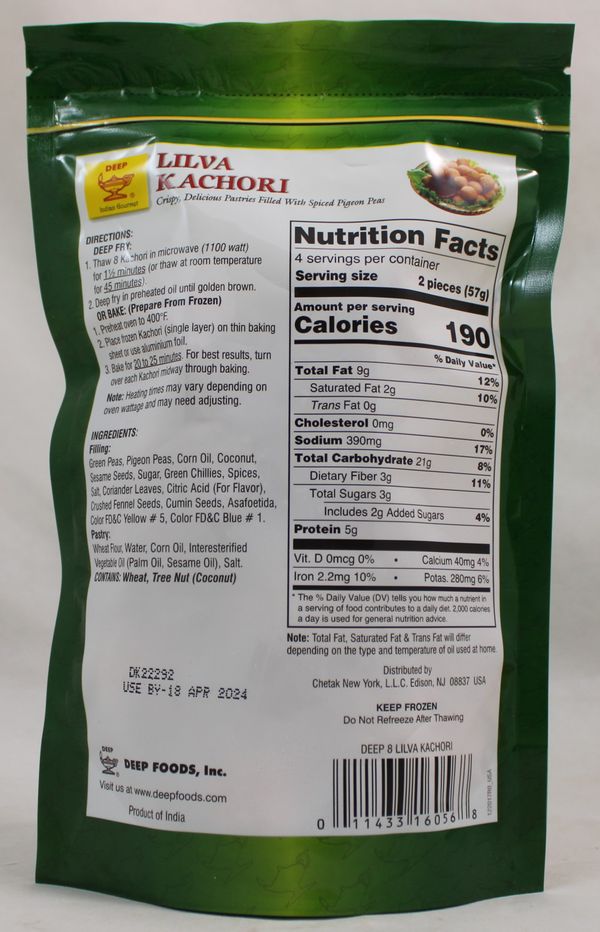 DEEP
Indian Gourmet
LILVA
KACHORI
Crispy, Delicious Pastries Filled With Spiced Pigeon Peas
DIRECTIONS:
DEEP FRY:
1. Thaw 8 Kachori in microwave (1100 watt)
for 1½ minutes (or thaw at room temperature
for 45 minutes).
2. Deep fry in preheated oil until golden brown.
OR BAKE: (Prepare From Frozen)
1. Preheat oven to 400°F.
2. Place frozen Kachori (single layer) on thin baking
sheet or use aluminium foil.
3. Bake for 20 to 25 minutes. For best results, turn
over each Kachori midway through baking.
Note: Heating times may vary depending on
oven wattage and may need adjusting.
INGREDIENTS:
Filling:
Green Peas, Pigeon Peas, Corn Oil, Coconut,
Sesame Seeds, Sugar, Green Chillies, Spices,
Salt, Coriander Leaves, Citric Acid (For Flavor),
Crushed Fennel Seeds, Cumin Seeds, Asafoetida,
Color FD&C Yellow # 5, Color FD&C Blue # 1.
Pastry:
Wheat Flour, Water, Corn Oil, Interesterified
Vegetable Oil (Palm Oil, Sesame Oil), Salt.
CONTAINS: Wheat, Tree Nut (Coconut)
DK22292
USE BY-18 APR 2024
DEEP
DEEP FOODS, Inc.
Visit us at www.deepfoods.com
Product of India
Nutrition Facts
4 servings per container
Serving size 2 pieces (57g)
Amount per serving
Calories 190
% Daily Value*
Total Fat 9g 12%
Saturated Fat 2g 10%
Trans Fat 0g
Cholesterol 0mg 0%
Sodium 390mg 17%
Total Carbohydrate 21g 8%
Dietary Fiber 3g 11%
Total Sugars 3g
Includes 2g Added Sugars 4%
Protein 5g
Vit. D 0mcg 0% • Calcium 40mg 4%
Iron 2.2mg 10% • Potas. 280mg 6%
* The % Daily Value (DV) tells you how much a nutrient in
a serving of food contributes to a daily diet. 2,000 calories
a day is used for general nutrition advice.
Note: Total Fat, Saturated Fat & Trans Fat will differ
depending on the type and temperature of oil used at home.
Distributed by
Chetak New York, L.L.C. Edison, NJ 08837 USA
KEEP FROZEN
Do Not Refreeze After Thawing
DEEP 8 LILVA KACHORI
0 11433 16056 8